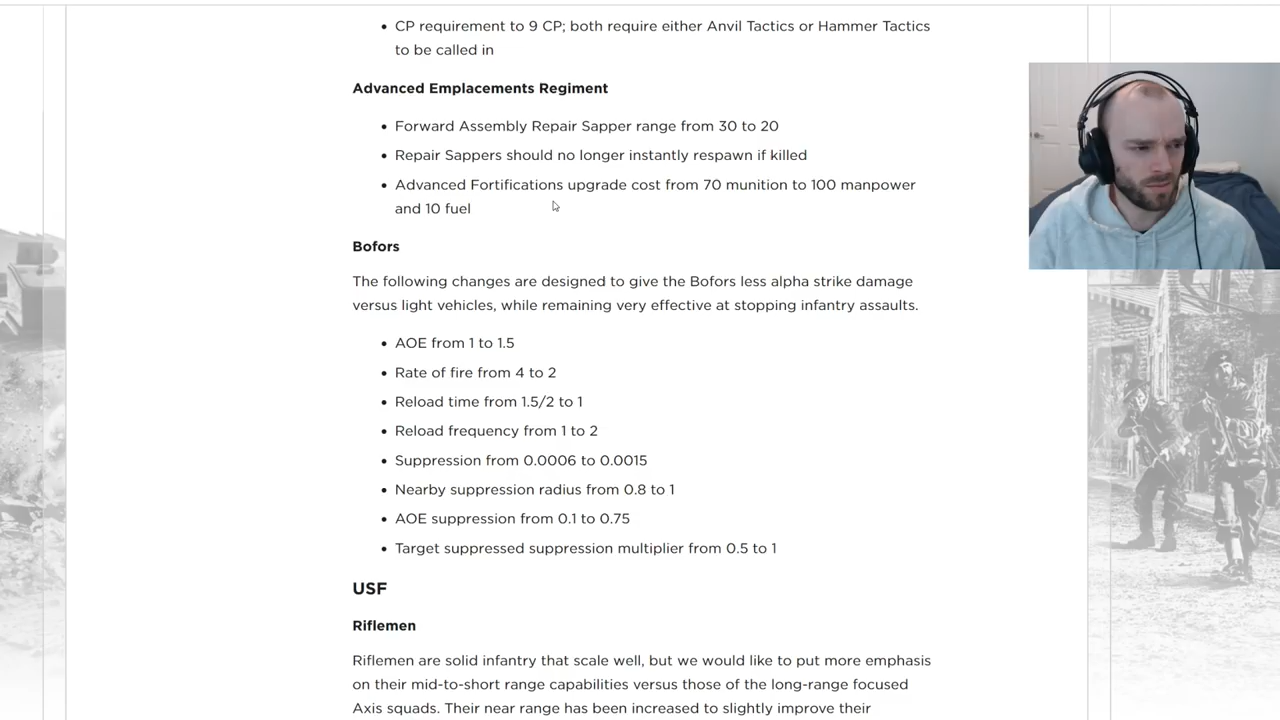 CP requirement to 9 CP; both require either Anvil Tactics or Hammer Tactics
to be called in
Advanced Emplacements Regiment
Forward Assembly Repair Sapper range from 30 to 20
Repair Sappers should no longer instantly respawn if killed
Advanced Fortifications upgrade cost from 70 munition to 100 manpower
and 10 fuel
Bofors
The following changes are designed to give the Bofors less alpha strike damage
versus light vehicles, while remaining very effective at stopping infantry assaults.
AOE from 1 to 1.5
Rate of fire from 4 to 2
Reload time from 1.5/2 to 1
Reload frequency from 1 to 2
Suppression from 0.0006 to 0.0015
Nearby suppression radius from 0.8 to 1
AOE suppression from 0.1 to 0.75
Target suppressed suppression multiplier from 0.5 to 1
USF
Riflemen
Riflemen are solid infantry that scale well, but we would like to put more emphasis
on their mid-to-short range capabilities versus those of the long-range focused
Axis squads. Their near range has been increased to slightly improve their